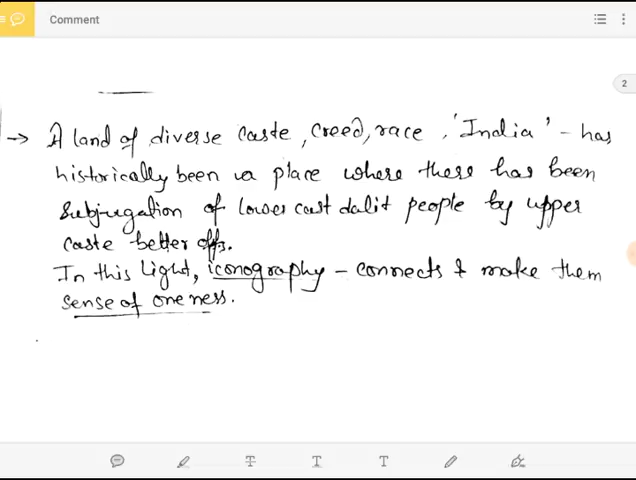 Comment
2
→ A land of diverse caste, creed, race, 'India' - has
historically been a place where there has been
subjugation of lower cast dalit people by upper
caste better offs.
In this light, iconography - connects & make them
sense of oneness.